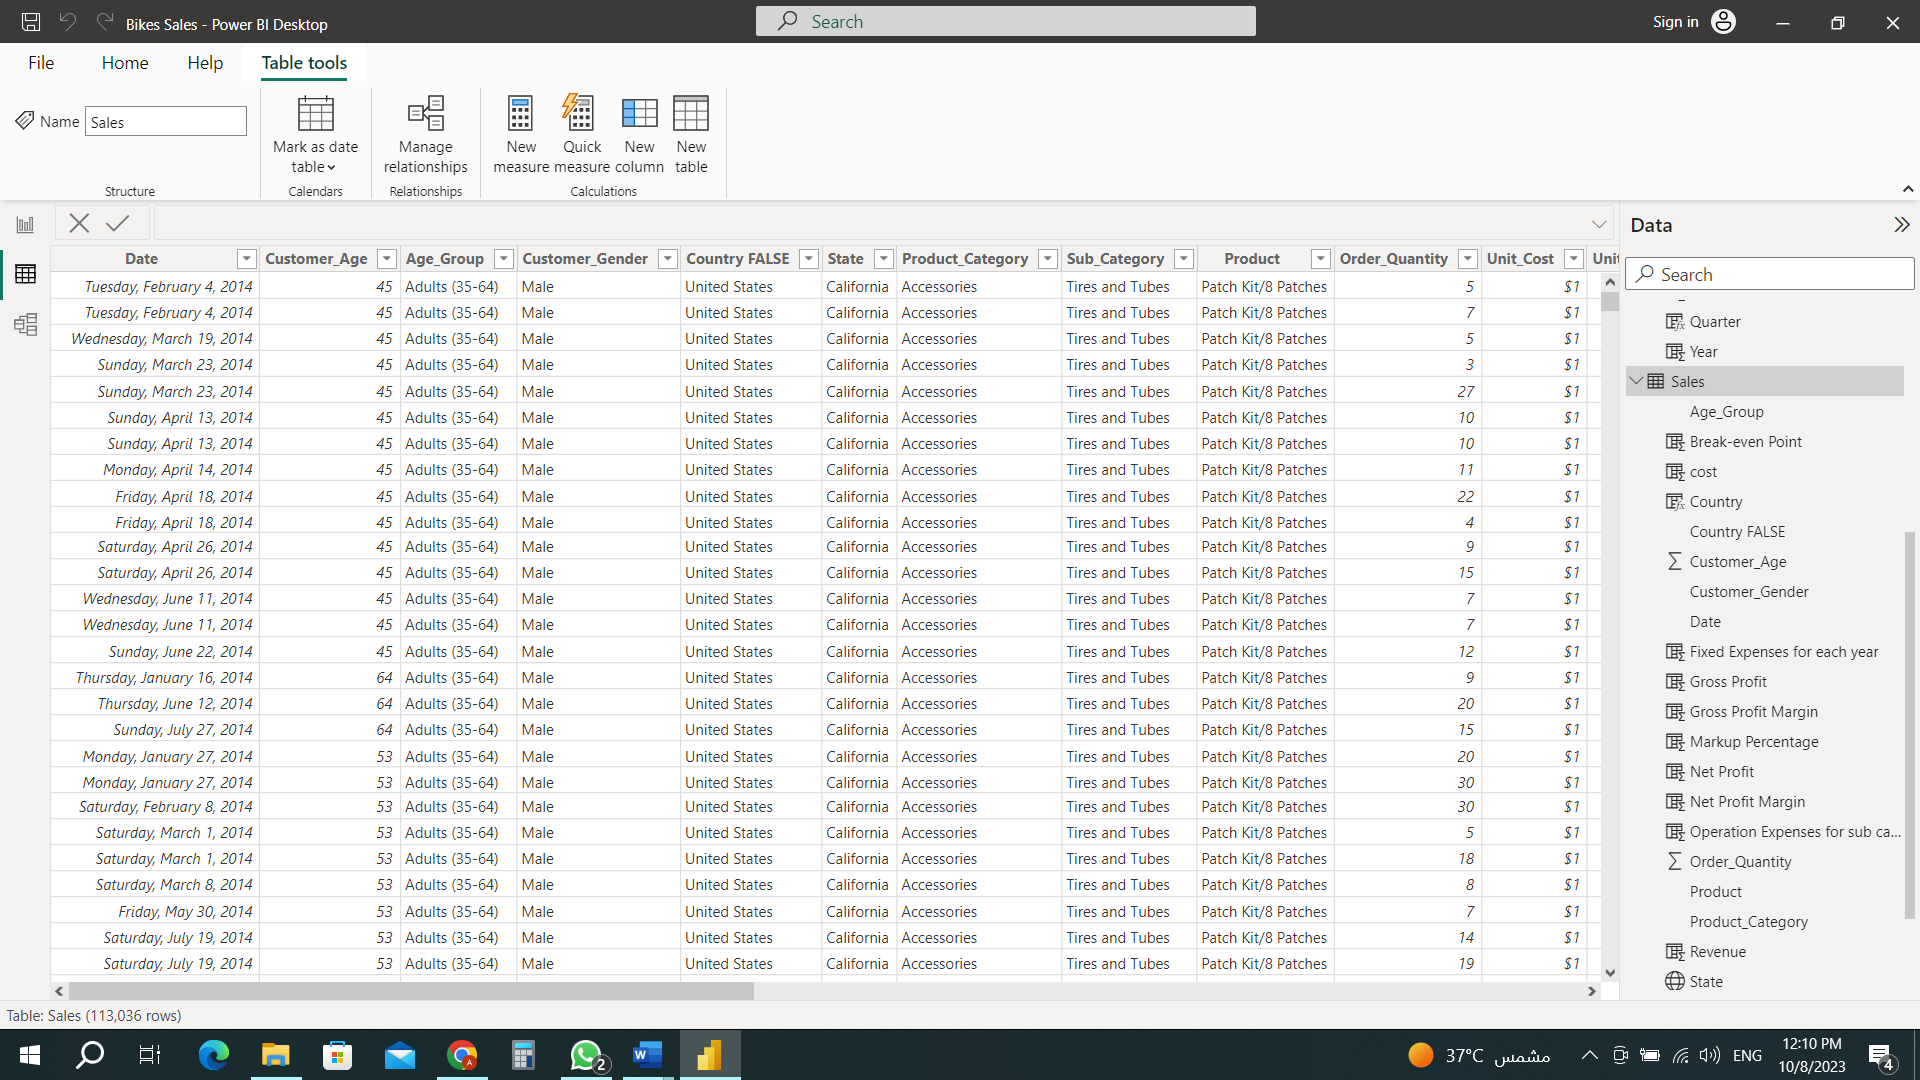 Bikes Sales - Power BI Desktop
Search
Sign in
File Home Help Table tools
Name Sales
Mark as date table
Manage relationships
New measure
Quick measure
New column
New table
Structure Calendars Relationships Calculations
Date Customer_Age Age_Group Customer_Gender Country FALSE State Product_Category Sub_Category Product Order_Quantity Unit_Cost Unit
Tuesday, February 4, 2014 45 Adults (35-64) Male United States California Accessories Tires and Tubes Patch Kit/8 Patches 5 $1
Tuesday, February 4, 2014 45 Adults (35-64) Male United States California Accessories Tires and Tubes Patch Kit/8 Patches 7 $1
Wednesday, March 19, 2014 45 Adults (35-64) Male United States California Accessories Tires and Tubes Patch Kit/8 Patches 5 $1
Sunday, March 23, 2014 45 Adults (35-64) Male United States California Accessories Tires and Tubes Patch Kit/8 Patches 3 $1
Sunday, March 23, 2014 45 Adults (35-64) Male United States California Accessories Tires and Tubes Patch Kit/8 Patches 27 $1
Sunday, April 13, 2014 45 Adults (35-64) Male United States California Accessories Tires and Tubes Patch Kit/8 Patches 10 $1
Sunday, April 13, 2014 45 Adults (35-64) Male United States California Accessories Tires and Tubes Patch Kit/8 Patches 10 $1
Monday, April 14, 2014 45 Adults (35-64) Male United States California Accessories Tires and Tubes Patch Kit/8 Patches 11 $1
Friday, April 18, 2014 45 Adults (35-64) Male United States California Accessories Tires and Tubes Patch Kit/8 Patches 22 $1
Friday, April 18, 2014 45 Adults (35-64) Male United States California Accessories Tires and Tubes Patch Kit/8 Patches 4 $1
Saturday, April 26, 2014 45 Adults (35-64) Male United States California Accessories Tires and Tubes Patch Kit/8 Patches 9 $1
Saturday, April 26, 2014 45 Adults (35-64) Male United States California Accessories Tires and Tubes Patch Kit/8 Patches 15 $1
Wednesday, June 11, 2014 45 Adults (35-64) Male United States California Accessories Tires and Tubes Patch Kit/8 Patches 7 $1
Wednesday, June 11, 2014 45 Adults (35-64) Male United States California Accessories Tires and Tubes Patch Kit/8 Patches 7 $1
Sunday, June 22, 2014 45 Adults (35-64) Male United States California Accessories Tires and Tubes Patch Kit/8 Patches 12 $1
Thursday, January 16, 2014 64 Adults (35-64) Male United States California Accessories Tires and Tubes Patch Kit/8 Patches 9 $1
Thursday, June 12, 2014 64 Adults (35-64) Male United States California Accessories Tires and Tubes Patch Kit/8 Patches 20 $1
Sunday, July 27, 2014 64 Adults (35-64) Male United States California Accessories Tires and Tubes Patch Kit/8 Patches 15 $1
Monday, January 27, 2014 53 Adults (35-64) Male United States California Accessories Tires and Tubes Patch Kit/8 Patches 20 $1
Monday, January 27, 2014 53 Adults (35-64) Male United States California Accessories Tires and Tubes Patch Kit/8 Patches 30 $1
Saturday, February 8, 2014 53 Adults (35-64) Male United States California Accessories Tires and Tubes Patch Kit/8 Patches 30 $1
Saturday, March 1, 2014 53 Adults (35-64) Male United States California Accessories Tires and Tubes Patch Kit/8 Patches 5 $1
Saturday, March 1, 2014 53 Adults (35-64) Male United States California Accessories Tires and Tubes Patch Kit/8 Patches 18 $1
Saturday, March 8, 2014 53 Adults (35-64) Male United States California Accessories Tires and Tubes Patch Kit/8 Patches 8 $1
Friday, May 30, 2014 53 Adults (35-64) Male United States California Accessories Tires and Tubes Patch Kit/8 Patches 7 $1
Saturday, July 19, 2014 53 Adults (35-64) Male United States California Accessories Tires and Tubes Patch Kit/8 Patches 14 $1
Saturday, July 19, 2014 53 Adults (35-64) Male United States California Accessories Tires and Tubes Patch Kit/8 Patches 19 $1
Data
Search
Quarter
Year
Sales
Age_Group
Break-even Point
cost
Country
Country FALSE
Customer_Age
Customer_Gender
Date
Fixed Expenses for each year
Gross Profit
Gross Profit Margin
Markup Percentage
Net Profit
Net Profit Margin
Operation Expenses for sub ca...
Order_Quantity
Product
Product_Category
Revenue
State
Table: Sales (113,036 rows)
2
37°C مشمس
ENG
12:10 PM
10/8/2023
4